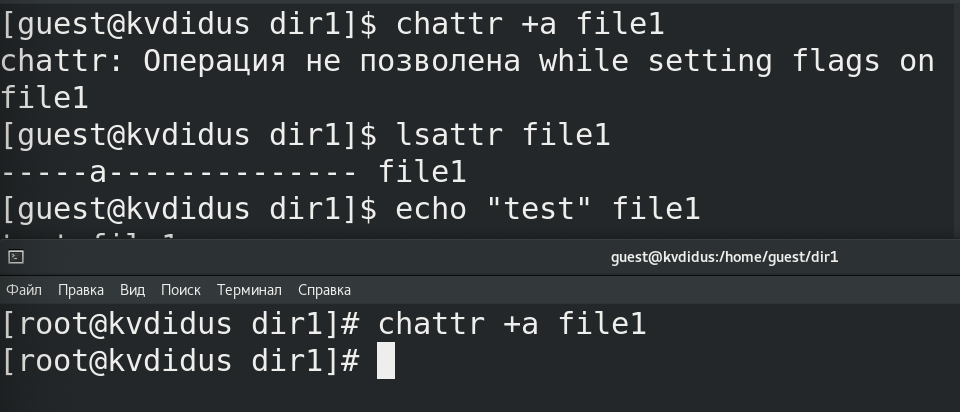 [guest@kvdidus dir1]$ chattr +a file1
chattr: Операция не позволена while setting flags on
file1
[guest@kvdidus dir1]$ lsattr file1
-----a-------------- file1
[guest@kvdidus dir1]$ echo "test" file1
test file1
guest@kvdidus:/home/guest/dir1
Файл Правка Вид Поиск Терминал Справка
[root@kvdidus dir1]# chattr +a file1
[root@kvdidus dir1]#